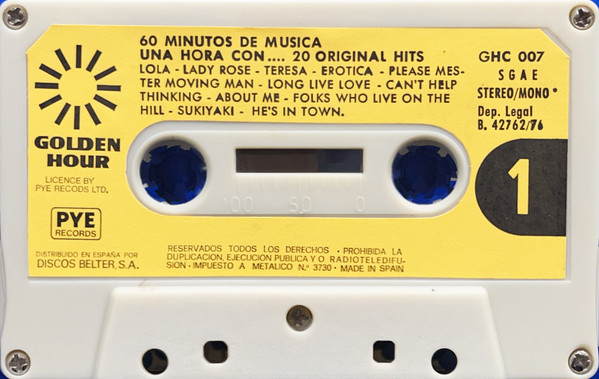 60 MINUTOS DE MUSICA
UNA HORA CON.... 20 ORIGINAL HITS
LOLA - LADY ROSE - TERESA - EROTICA - PLEASE MES-
TER MOVING MAN - LONG LIVE LOVE - CAN'T HELP
THINKING - ABOUT ME - FOLKS WHO LIVE ON THE
HILL - SUKIYAKI - HE'S IN TOWN.
GHC 007
S G A E
STEREO/MONO*
Dep. Legal
B. 42762/76
GOLDEN
HOUR
LICENCE BY
PYE RECODS LTD.
PYE
RECORDS
DISTRIBUIDO EN ESPAÑA POR
DISCOS BELTER, S.A.
1
100 50 0
RESERVADOS TODOS LOS DERECHOS · PROHIBIDA LA
DUPLICACION, EJECUCION PUBLICA Y O RADIOTELEDIFU-
SION · IMPUESTO A METALICO N.º 3730 · MADE IN SPAIN